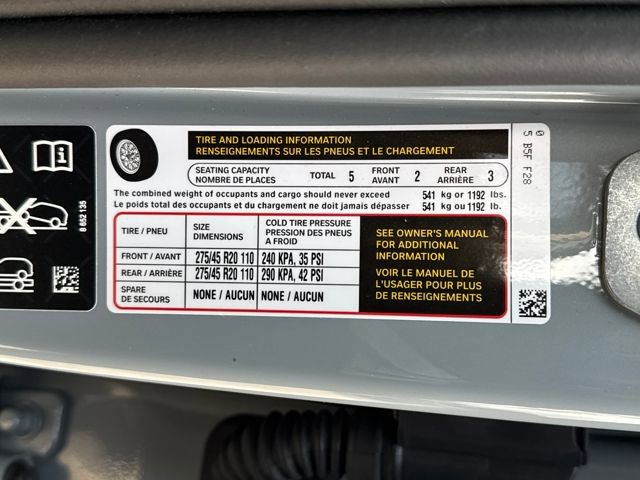 TIRE AND LOADING INFORMATION
RENSEIGNEMENTS SUR LES PNEUS ET LE CHARGEMENT
SEATING CAPACITY
NOMBRE DE PLACES
TOTAL 5
FRONT
AVANT
2
REAR
ARRIÈRE
3
The combined weight of occupants and cargo should never exceed 541 kg or 1192 lbs.
Le poids total des occupants et du chargement ne doit jamais dépasser 541 kg ou 1192 lb.
TIRE / PNEU
SIZE
DIMENSIONS
COLD TIRE PRESSURE
PRESSION DES PNEUS
A FROID
FRONT / AVANT 275/45 R20 110 240 KPA, 35 PSI
REAR / ARRIÈRE 275/45 R20 110 290 KPA, 42 PSI
SPARE
DE SECOURS
NONE / AUCUN NONE / AUCUN
SEE OWNER'S MANUAL
FOR ADDITIONAL
INFORMATION
VOIR LE MANUEL DE
L'USAGER POUR PLUS
DE RENSEIGNEMENTS
0
5 B5F F28
8 652 135